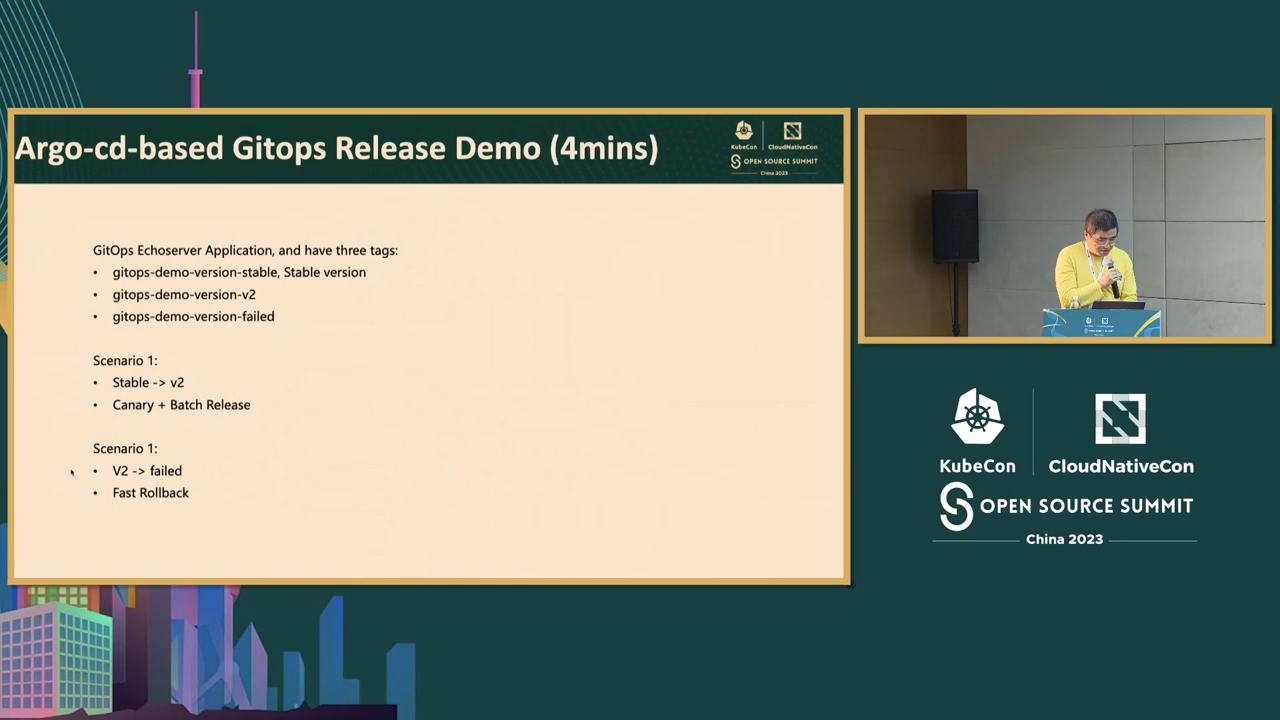 Argo-cd-based Gitops Release Demo (4mins)
KubeCon
CloudNativeCon
OPEN SOURCE SUMMIT
China 2023
GitOps Echoserver Application, and have three tags:
• gitops-demo-version-stable, Stable version
• gitops-demo-version-v2
• gitops-demo-version-failed
Scenario 1:
• Stable -> v2
• Canary + Batch Release
Scenario 1:
• V2 -> failed
• Fast Rollback
KubeCon
CloudNativeCon
OPEN SOURCE SUMMIT
China 2023